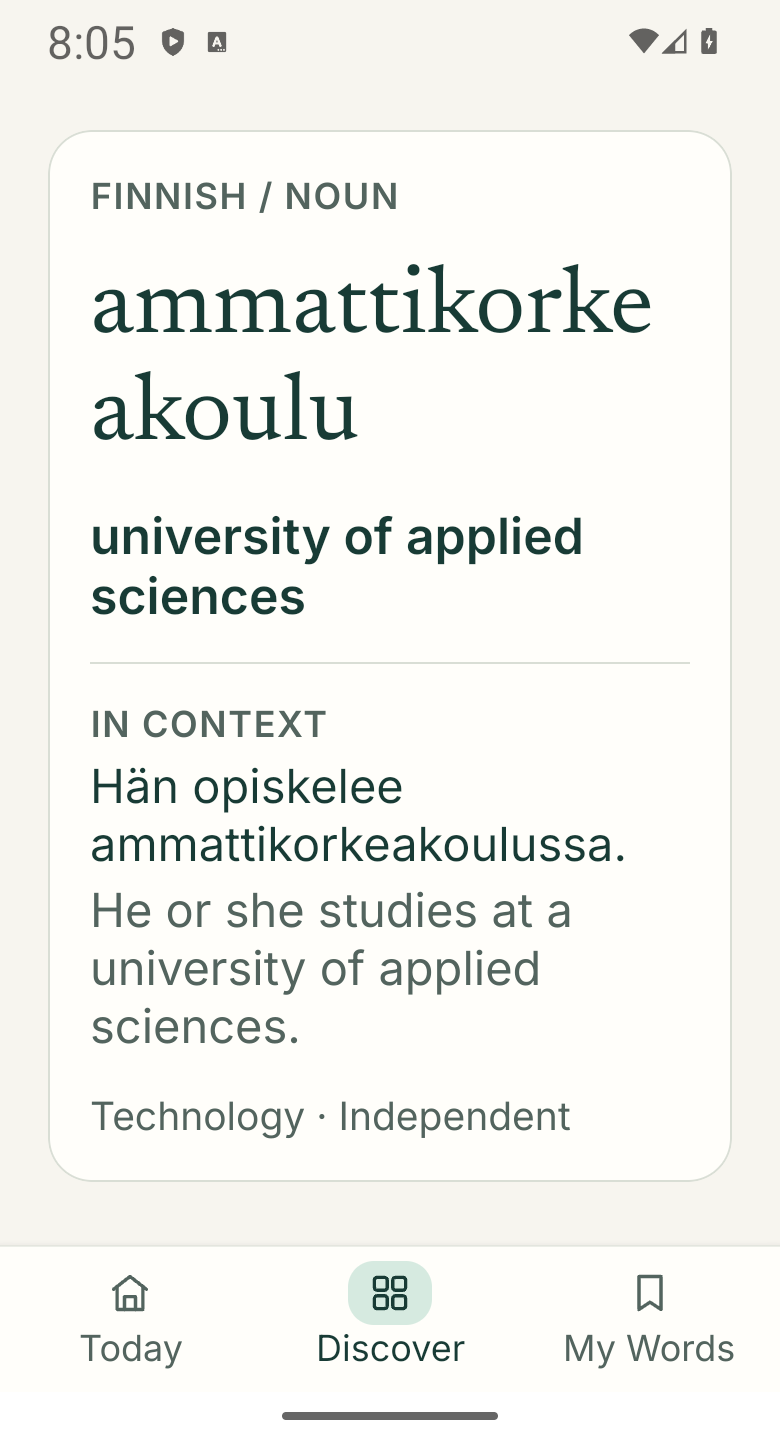 8:05
FINNISH / NOUN
ammattikorke
akoulu
university of applied
sciences
IN CONTEXT
Hän opiskelee
ammattikorkeakoulussa.
He or she studies at a
university of applied
sciences.
Technology · Independent
Today
Discover
My Words